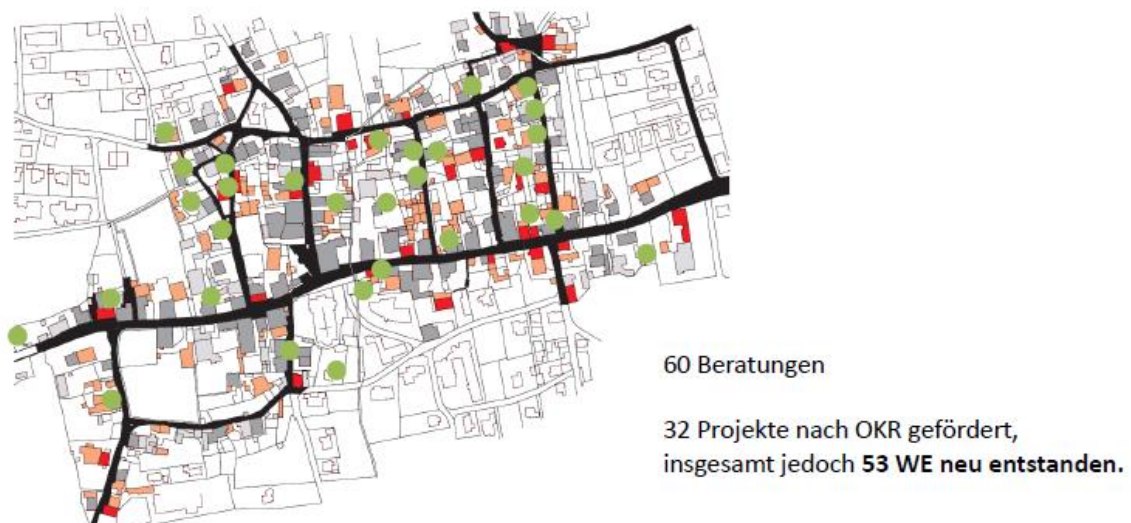 60 Beratungen
32 Projekte nach OKR gefördert,
insgesamt jedoch 53 WE neu entstanden.